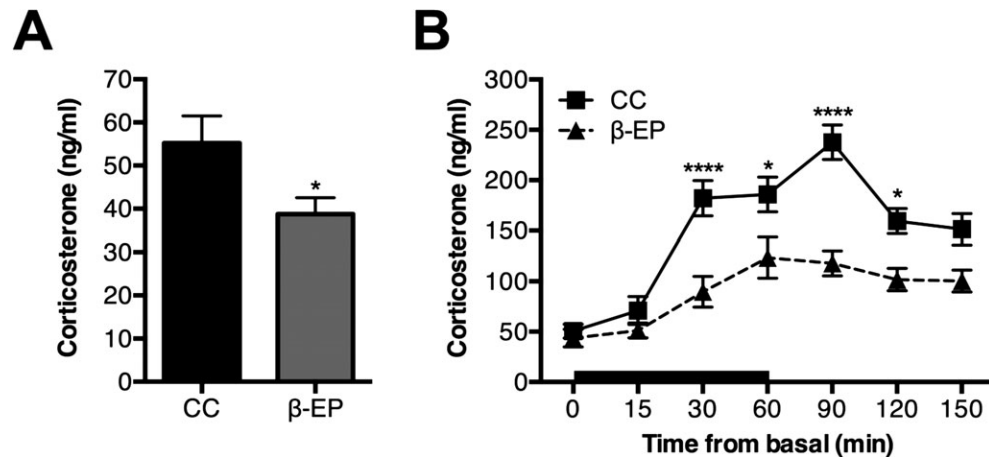 A
Corticosterone (ng/ml)
70
60
50
40
30
20
10
0
*
CC
β-EP
B
Corticosterone (ng/ml)
300
250
200
150
100
50
0
CC
β-EP
****
*
****
*
0 15 30 60 90 120 150
Time from basal (min)